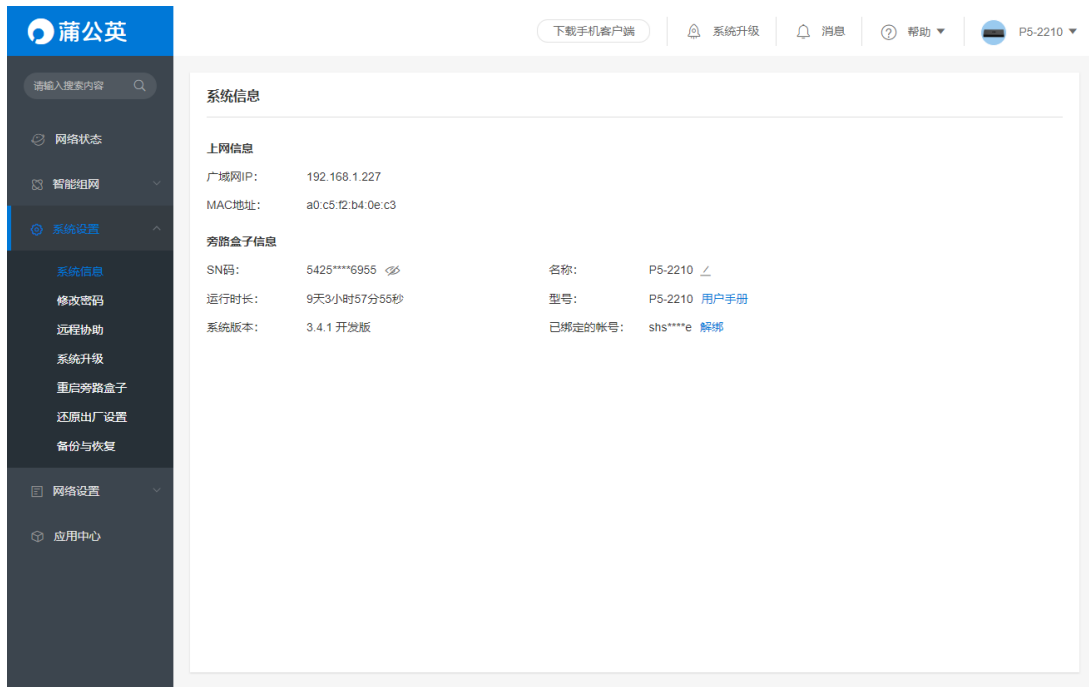 蒲公英
下载手机客户端 系统升级 消息 帮助 P5-2210
请输入搜索内容
网络状态
智能组网
系统设置
系统信息
修改密码
远程协助
系统升级
重启旁路盒子
还原出厂设置
备份与恢复
网络设置
应用中心
系统信息
上网信息
广域网IP: 192.168.1.227
MAC地址: a0:c5:f2:b4:0e:c3
旁路盒子信息
SN码: 5425****6955 名称: P5-2210
运行时长: 9天3小时57分55秒 型号: P5-2210 用户手册
系统版本: 3.4.1 开发版 已绑定的帐号: shs****e 解绑